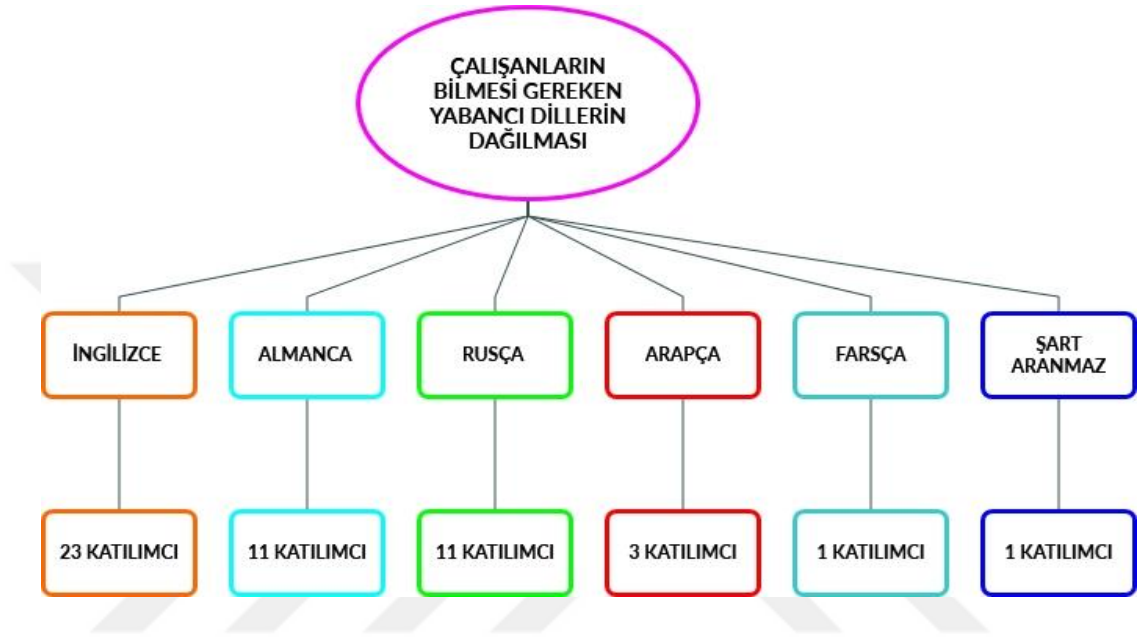 ÇALIŞANLARIN
BİLMESİ GEREKEN
YABANCI DİLLERİN
DAĞILMASI
İNGİLİZCE
ALMANCA
RUSÇA
ARAPÇA
FARSÇA
ŞART
ARANMAZ
23 KATILIMCI
11 KATILIMCI
11 KATILIMCI
3 KATILIMCI
1 KATILIMCI
1 KATILIMCI